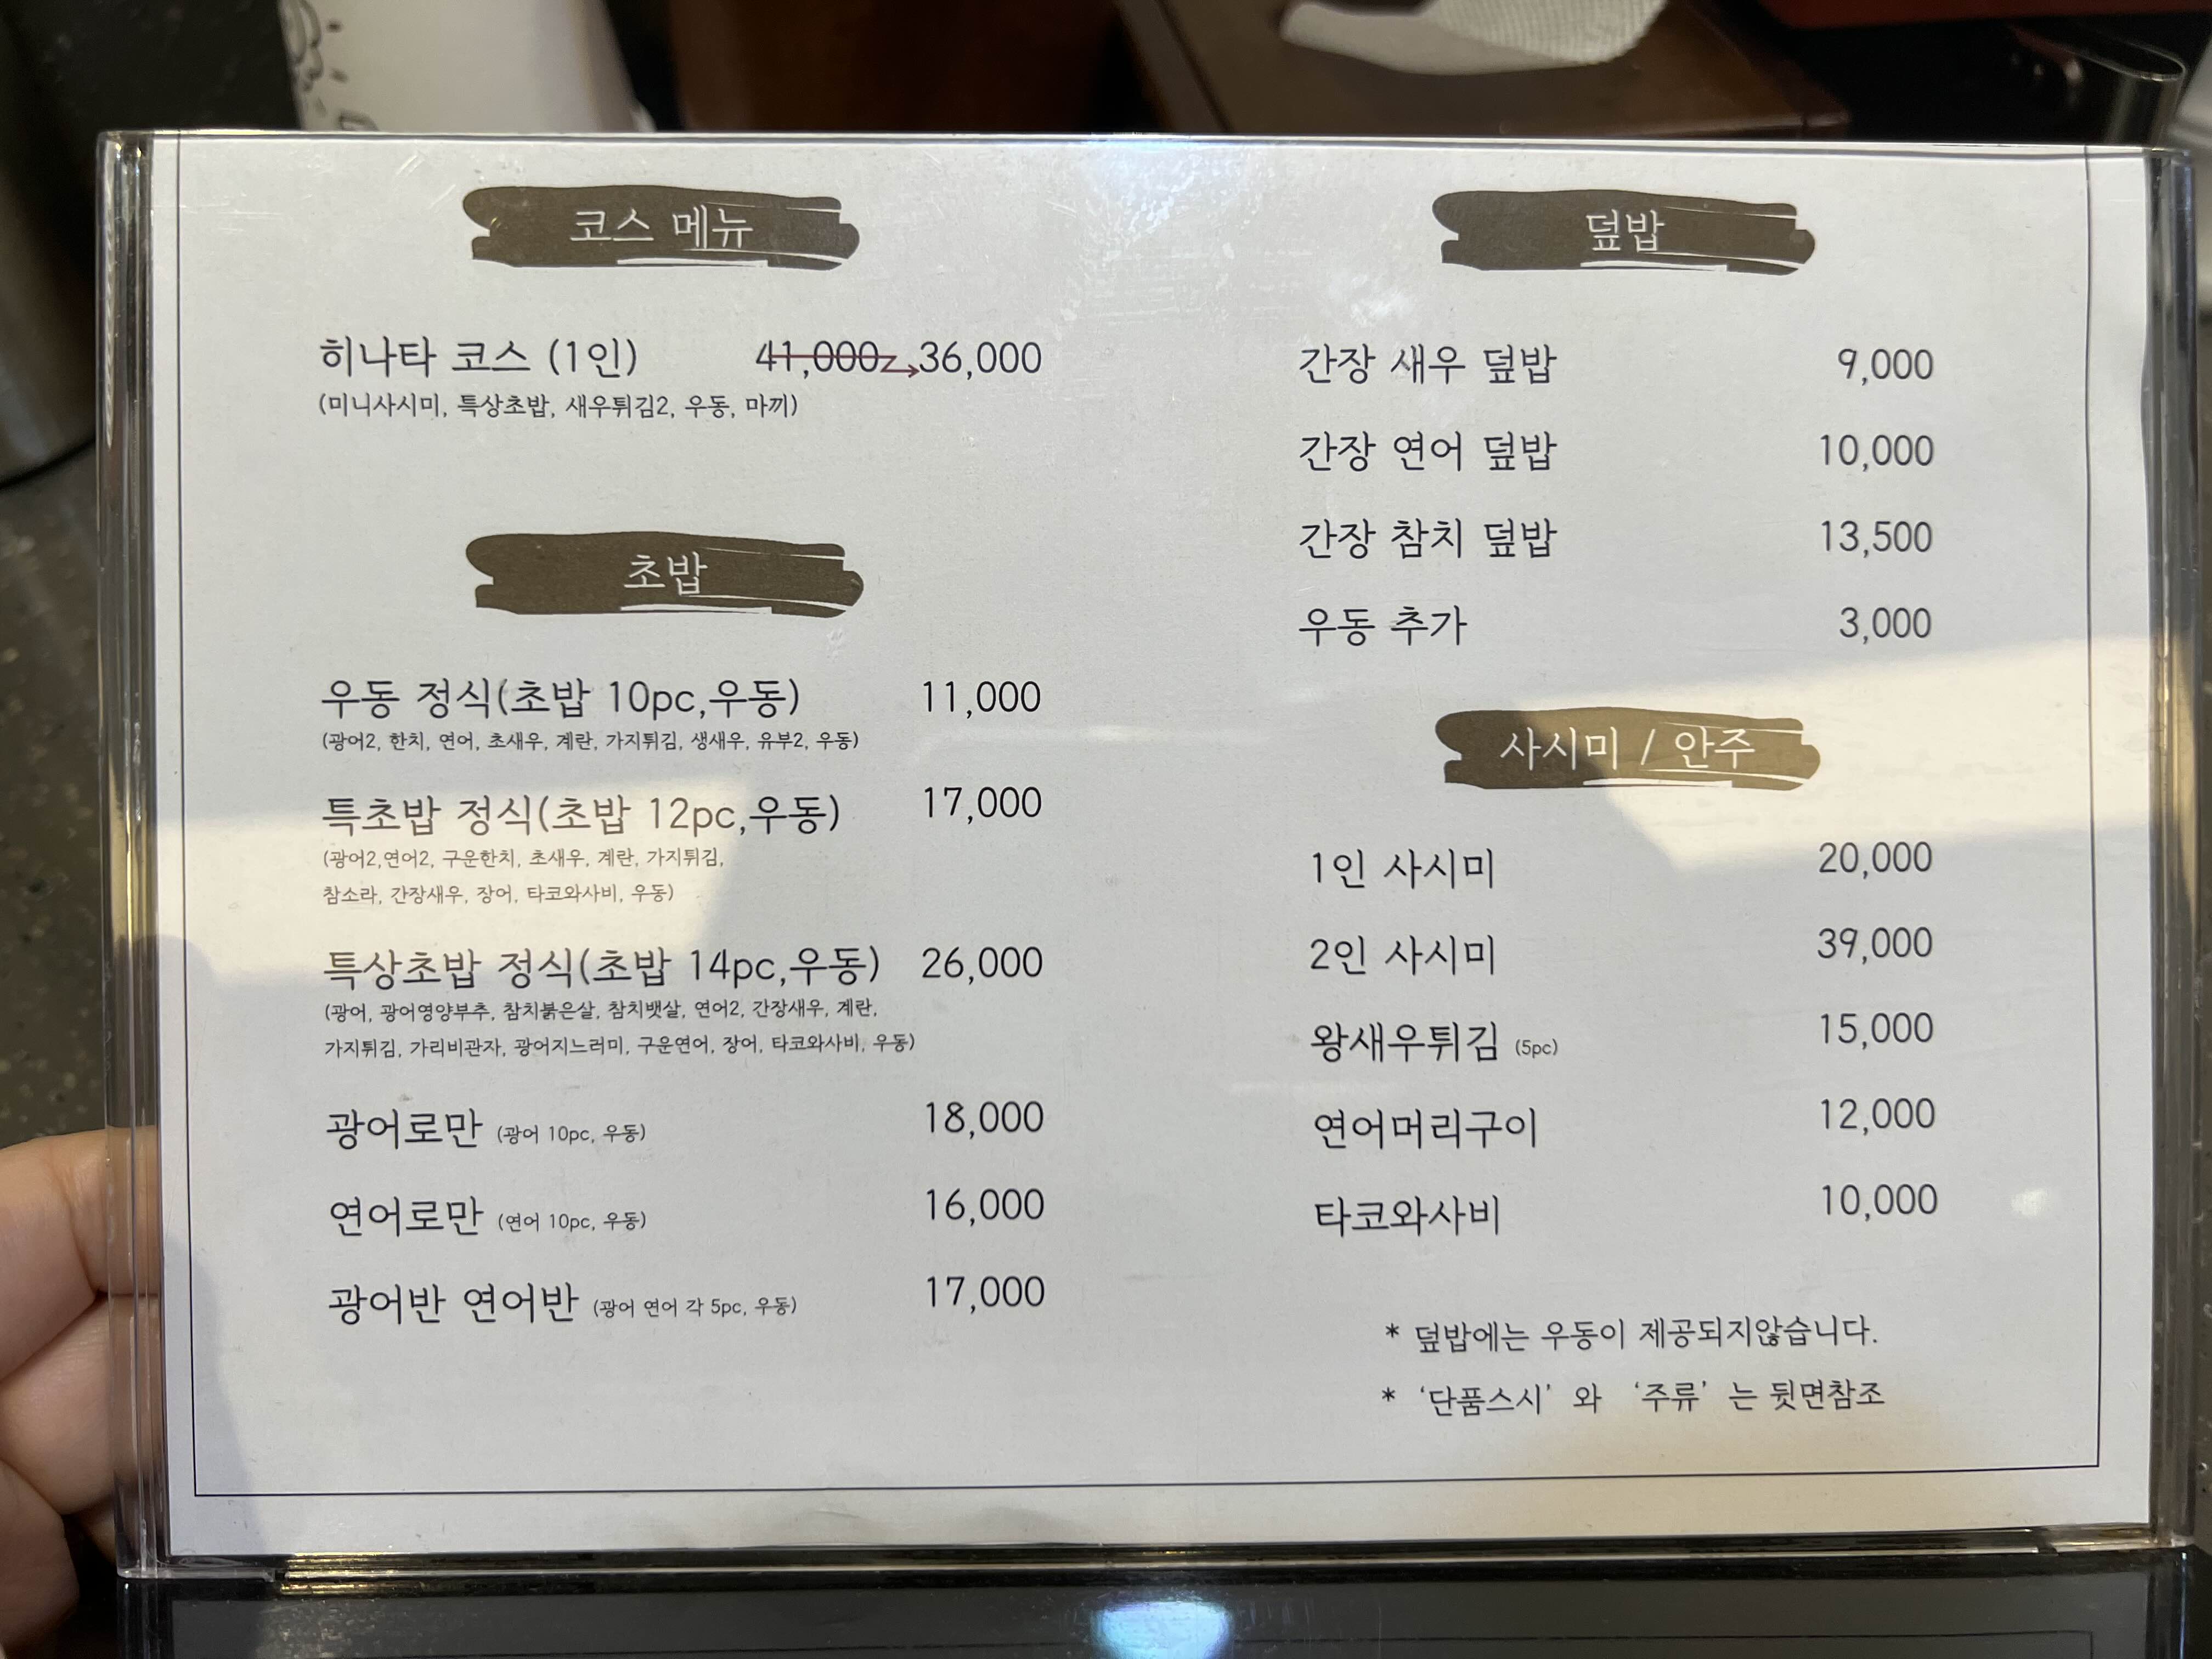 코스 메뉴
히나타 코스 (1인) 41,000 → 36,000
(미니사시미, 특상초밥, 새우튀김2, 우동, 마끼)
초밥
우동 정식(초밥 10pc,우동) 11,000
(광어2, 한치, 연어, 초새우, 계란, 가지튀김, 생새우, 유부2, 우동)
특초밥 정식(초밥 12pc,우동) 17,000
(광어2,연어2, 구운한치, 초새우, 계란, 가지튀김,
참소라, 간장새우, 장어, 타코와사비, 우동)
특상초밥 정식(초밥 14pc,우동) 26,000
(광어, 광어영양부추, 참치붉은살, 참치뱃살, 연어2, 간장새우, 계란,
가지튀김, 가리비관자, 광어지느러미, 구운연어, 장어, 타코와사비, 우동)
광어로만 (광어 10pc, 우동) 18,000
연어로만 (연어 10pc, 우동) 16,000
광어반 연어반 (광어 연어 각 5pc, 우동) 17,000
덮밥
간장 새우 덮밥 9,000
간장 연어 덮밥 10,000
간장 참치 덮밥 13,500
우동 추가 3,000
사시미 / 안주
1인 사시미 20,000
2인 사시미 39,000
왕새우튀김 (5pc) 15,000
연어머리구이 12,000
타코와사비 10,000
* 덮밥에는 우동이 제공되지않습니다.
* ‘단품스시’ 와 ‘주류’ 는 뒷면참조